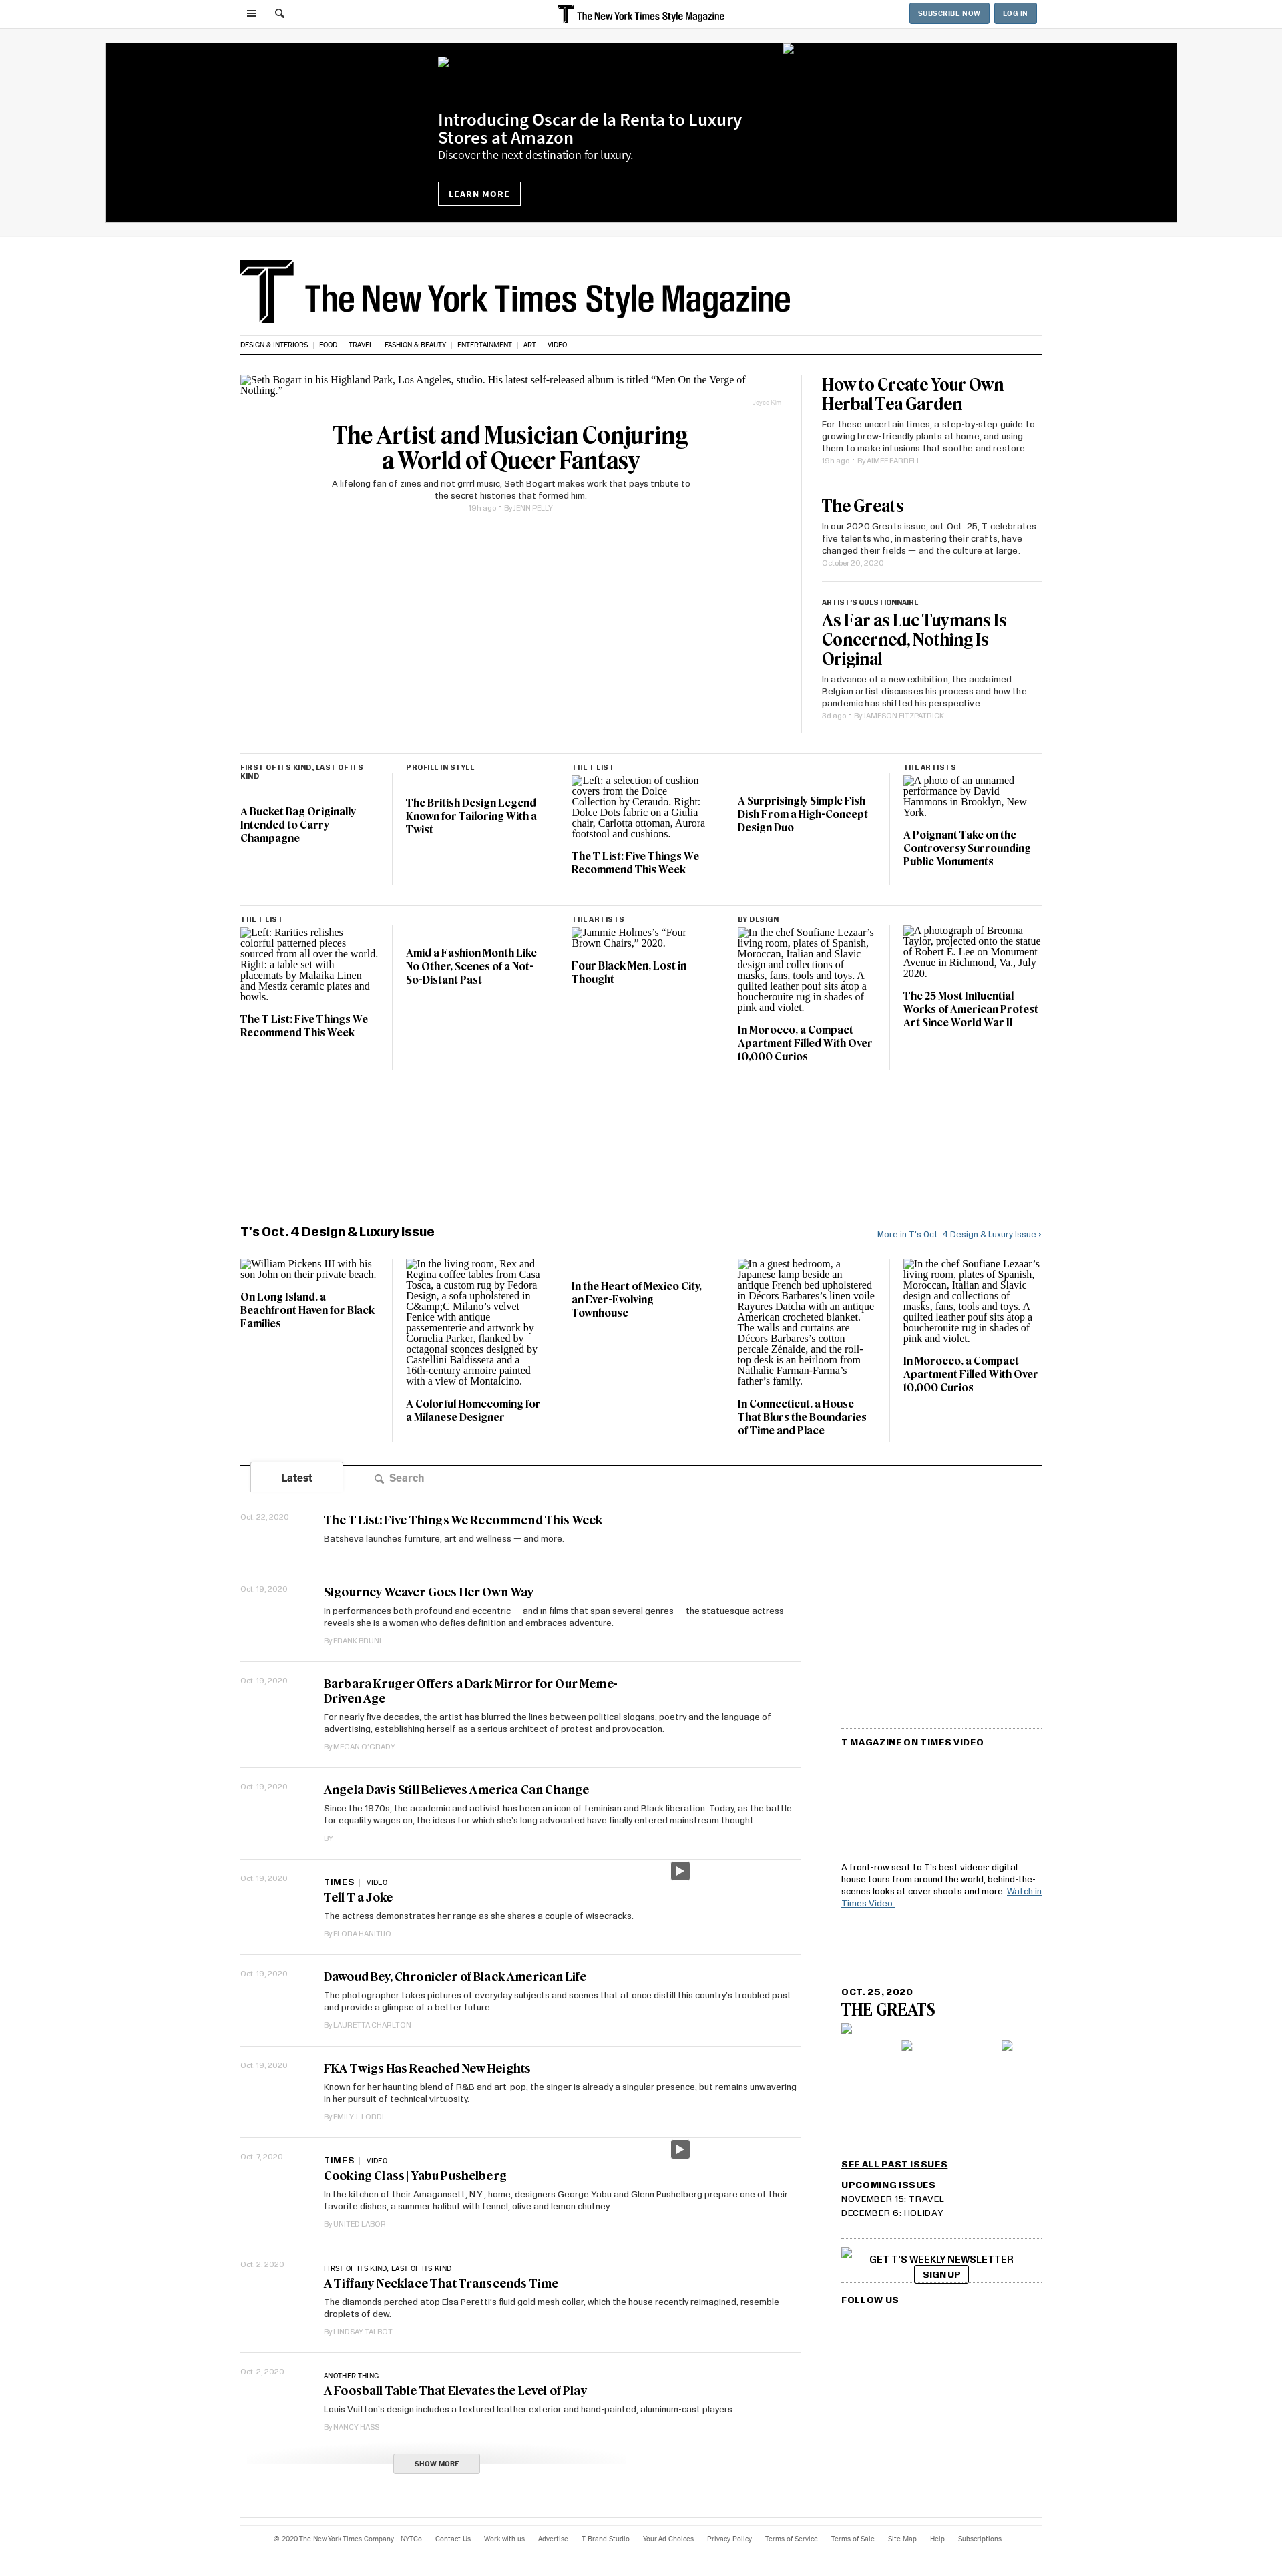 The New York Times Style Magazine
SUBSCRIBE NOW
LOG IN
Introducing Oscar de la Renta to Luxury
Stores at Amazon
Discover the next destination for luxury.
LEARN MORE
T The New York Times Style Magazine
DESIGN & INTERIORS | FOOD | TRAVEL | FASHION & BEAUTY | ENTERTAINMENT | ART | VIDEO
Seth Bogart in his Highland Park, Los Angeles, studio. His latest self-released album is titled “Men On the Verge of
Nothing.”
Joyce Kim
The Artist and Musician Conjuring
a World of Queer Fantasy
A lifelong fan of zines and riot grrrl music, Seth Bogart makes work that pays tribute to
the secret histories that formed him.
19h ago • By JENN PELLY
How to Create Your Own
Herbal Tea Garden
For these uncertain times, a step-by-step guide to
growing brew-friendly plants at home, and using
them to make infusions that soothe and restore.
19h ago • By AIMEE FARRELL
The Greats
In our 2020 Greats issue, out Oct. 25, T celebrates
five talents who, in mastering their crafts, have
changed their fields — and the culture at large.
October 20, 2020
ARTIST'S QUESTIONNAIRE
As Far as Luc Tuymans Is
Concerned, Nothing Is
Original
In advance of a new exhibition, the acclaimed
Belgian artist discusses his process and how the
pandemic has shifted his perspective.
3d ago • By JAMESON FITZPATRICK
FIRST OF ITS KIND, LAST OF ITS
KIND
A Bucket Bag Originally
Intended to Carry
Champagne
PROFILE IN STYLE
The British Design Legend
Known for Tailoring With a
Twist
THE T LIST
Left: a selection of cushion
covers from the Dolce
Collection by Ceraudo. Right:
Dolce Dots fabric on a Giulia
chair, Carlotta ottoman, Aurora
footstool and cushions.
The T List: Five Things We
Recommend This Week
A Surprisingly Simple Fish
Dish From a High-Concept
Design Duo
THE ARTISTS
A photo of an unnamed
performance by David
Hammons in Brooklyn, New
York.
A Poignant Take on the
Controversy Surrounding
Public Monuments
THE T LIST
Left: Rarities relishes
colorful patterned pieces
sourced from all over the world.
Right: a table set with
placemats by Malaika Linen
and Mestiz ceramic plates and
bowls.
The T List: Five Things We
Recommend This Week
Amid a Fashion Month Like
No Other, Scenes of a Not-
So-Distant Past
THE ARTISTS
Jammie Holmes’s “Four
Brown Chairs,” 2020.
Four Black Men, Lost in
Thought
BY DESIGN
In the chef Soufiane Lezaar’s
living room, plates of Spanish,
Moroccan, Italian and Slavic
design and collections of
masks, fans, tools and toys. A
quilted leather pouf sits atop a
boucherouite rug in shades of
pink and violet.
In Morocco, a Compact
Apartment Filled With Over
10,000 Curios
A photograph of Breonna
Taylor, projected onto the statue
of Robert E. Lee on Monument
Avenue in Richmond, Va., July
2020.
The 25 Most Influential
Works of American Protest
Art Since World War II
T's Oct. 4 Design & Luxury Issue
More in T's Oct. 4 Design & Luxury Issue ›
William Pickens III with his
son John on their private beach.
On Long Island, a
Beachfront Haven for Black
Families
In the living room, Rex and
Regina coffee tables from Casa
Tosca, a custom rug by Fedora
Design, a sofa upholstered in
C&amp;C Milano’s velvet
Fenice with antique
passementerie and artwork by
Cornelia Parker, flanked by
octagonal sconces designed by
Castellini Baldissera and a
16th-century armoire painted
with a view of Montalcino.
A Colorful Homecoming for
a Milanese Designer
In the Heart of Mexico City,
an Ever-Evolving
Townhouse
In a guest bedroom, a
Japanese lamp beside an
antique French bed upholstered
in Décors Barbares’s linen voile
Rayures Datcha with an antique
American crocheted blanket.
The walls and curtains are
Décors Barbares’s cotton
percale Zénaide, and the roll-
top desk is an heirloom from
Nathalie Farman-Farma’s
father’s family.
In Connecticut, a House
That Blurs the Boundaries
of Time and Place
In the chef Soufiane Lezaar’s
living room, plates of Spanish,
Moroccan, Italian and Slavic
design and collections of
masks, fans, tools and toys. A
quilted leather pouf sits atop a
boucherouite rug in shades of
pink and violet.
In Morocco, a Compact
Apartment Filled With Over
10,000 Curios
Latest
Search
Oct. 22, 2020
The T List: Five Things We Recommend This Week
Batsheva launches furniture, art and wellness — and more.
Oct. 19, 2020
Sigourney Weaver Goes Her Own Way
In performances both profound and eccentric — and in films that span several genres — the statuesque actress
reveals she is a woman who defies definition and embraces adventure.
By FRANK BRUNI
Oct. 19, 2020
Barbara Kruger Offers a Dark Mirror for Our Meme-
Driven Age
For nearly five decades, the artist has blurred the lines between political slogans, poetry and the language of
advertising, establishing herself as a serious architect of protest and provocation.
By MEGAN O'GRADY
Oct. 19, 2020
Angela Davis Still Believes America Can Change
Since the 1970s, the academic and activist has been an icon of feminism and Black liberation. Today, as the battle
for equality wages on, the ideas for which she's long advocated have finally entered mainstream thought.
BY
Oct. 19, 2020
TIMES | VIDEO
Tell T a Joke
The actress demonstrates her range as she shares a couple of wisecracks.
By FLORA HANITIJO
Oct. 19, 2020
Dawoud Bey, Chronicler of Black American Life
The photographer takes pictures of everyday subjects and scenes that at once distill this country's troubled past
and provide a glimpse of a better future.
By LAURETTA CHARLTON
Oct. 19, 2020
FKA Twigs Has Reached New Heights
Known for her haunting blend of R&B and art-pop, the singer is already a singular presence, but remains unwavering
in her pursuit of technical virtuosity.
By EMILY J. LORDI
Oct. 7, 2020
TIMES | VIDEO
Cooking Class | Yabu Pushelberg
In the kitchen of their Amagansett, N.Y., home, designers George Yabu and Glenn Pushelberg prepare one of their
favorite dishes, a summer halibut with fennel, olive and lemon chutney.
By UNITED LABOR
Oct. 2, 2020
FIRST OF ITS KIND, LAST OF ITS KIND
A Tiffany Necklace That Transcends Time
The diamonds perched atop Elsa Peretti's fluid gold mesh collar, which the house recently reimagined, resemble
droplets of dew.
By LINDSAY TALBOT
Oct. 2, 2020
ANOTHER THING
A Foosball Table That Elevates the Level of Play
Louis Vuitton's design includes a textured leather exterior and hand-painted, aluminum-cast players.
By NANCY HASS
SHOW MORE
T MAGAZINE ON TIMES VIDEO
A front-row seat to T's best videos: digital
house tours from around the world, behind-the-
scenes looks at cover shoots and more. Watch in
Times Video.
OCT. 25, 2020
THE GREATS
SEE ALL PAST ISSUES
UPCOMING ISSUES
NOVEMBER 15: TRAVEL
DECEMBER 6: HOLIDAY
GET T'S WEEKLY NEWSLETTER
SIGN UP
FOLLOW US
© 2020 The New York Times Company NYTCo Contact Us Work with us Advertise T Brand Studio Your Ad Choices Privacy Policy Terms of Service Terms of Sale Site Map Help Subscriptions